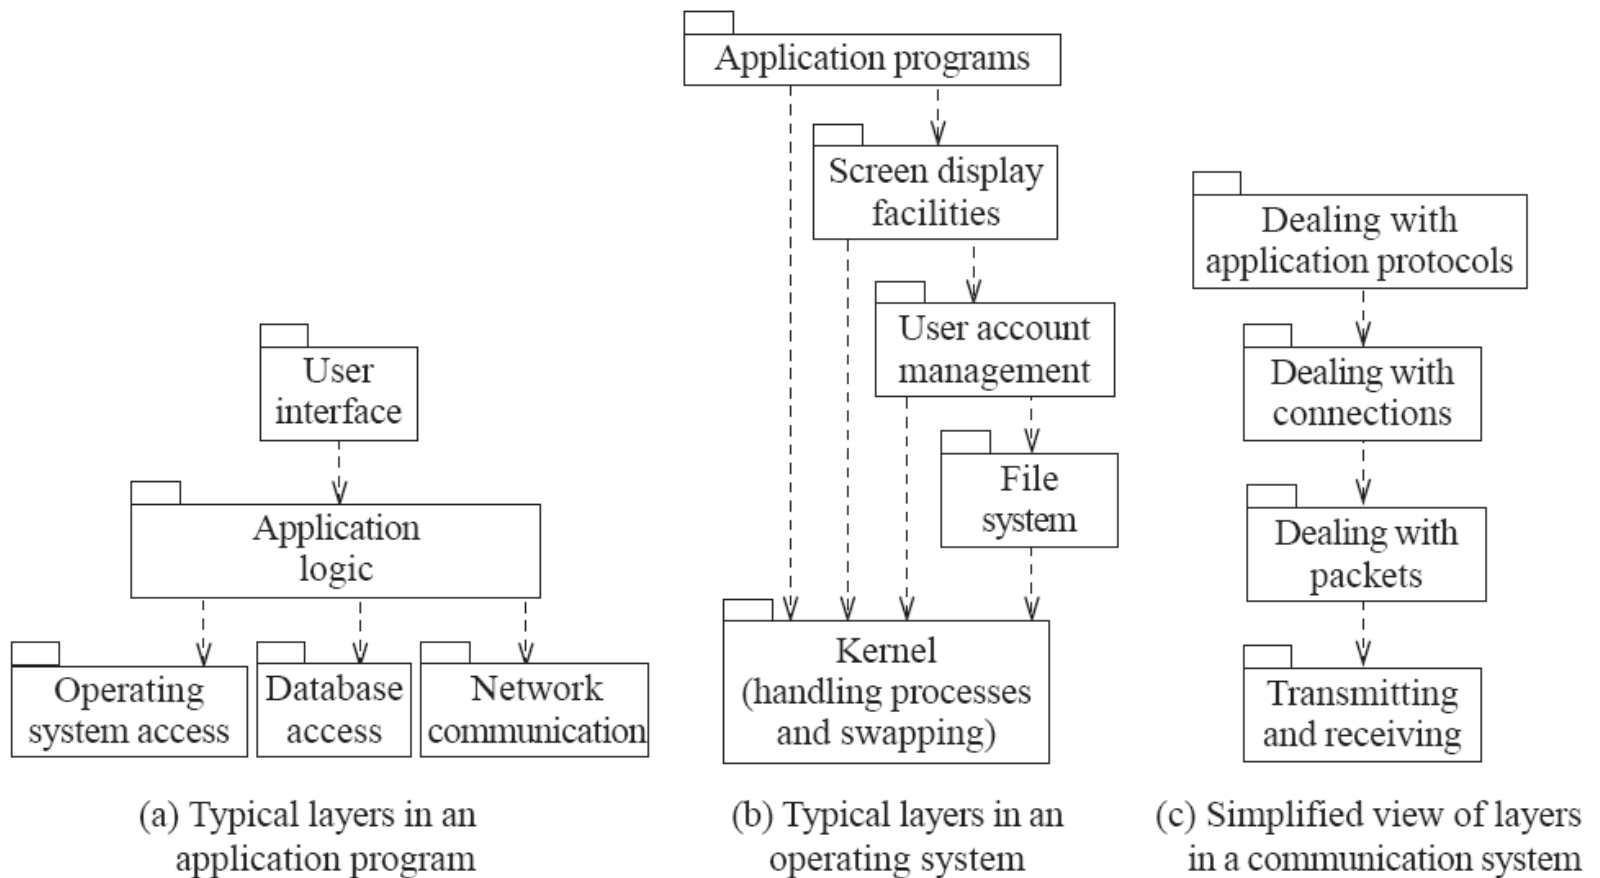 User
interface
Application
logic
Operating
system access
Database
access
Network
communication
(a) Typical layers in an
application program
Application programs
Screen display
facilities
User account
management
File
system
Kernel
(handling processes
and swapping)
(b) Typical layers in an
operating system
Dealing with
application protocols
Dealing with
connections
Dealing with
packets
Transmitting
and receiving
(c) Simplified view of layers
in a communication system